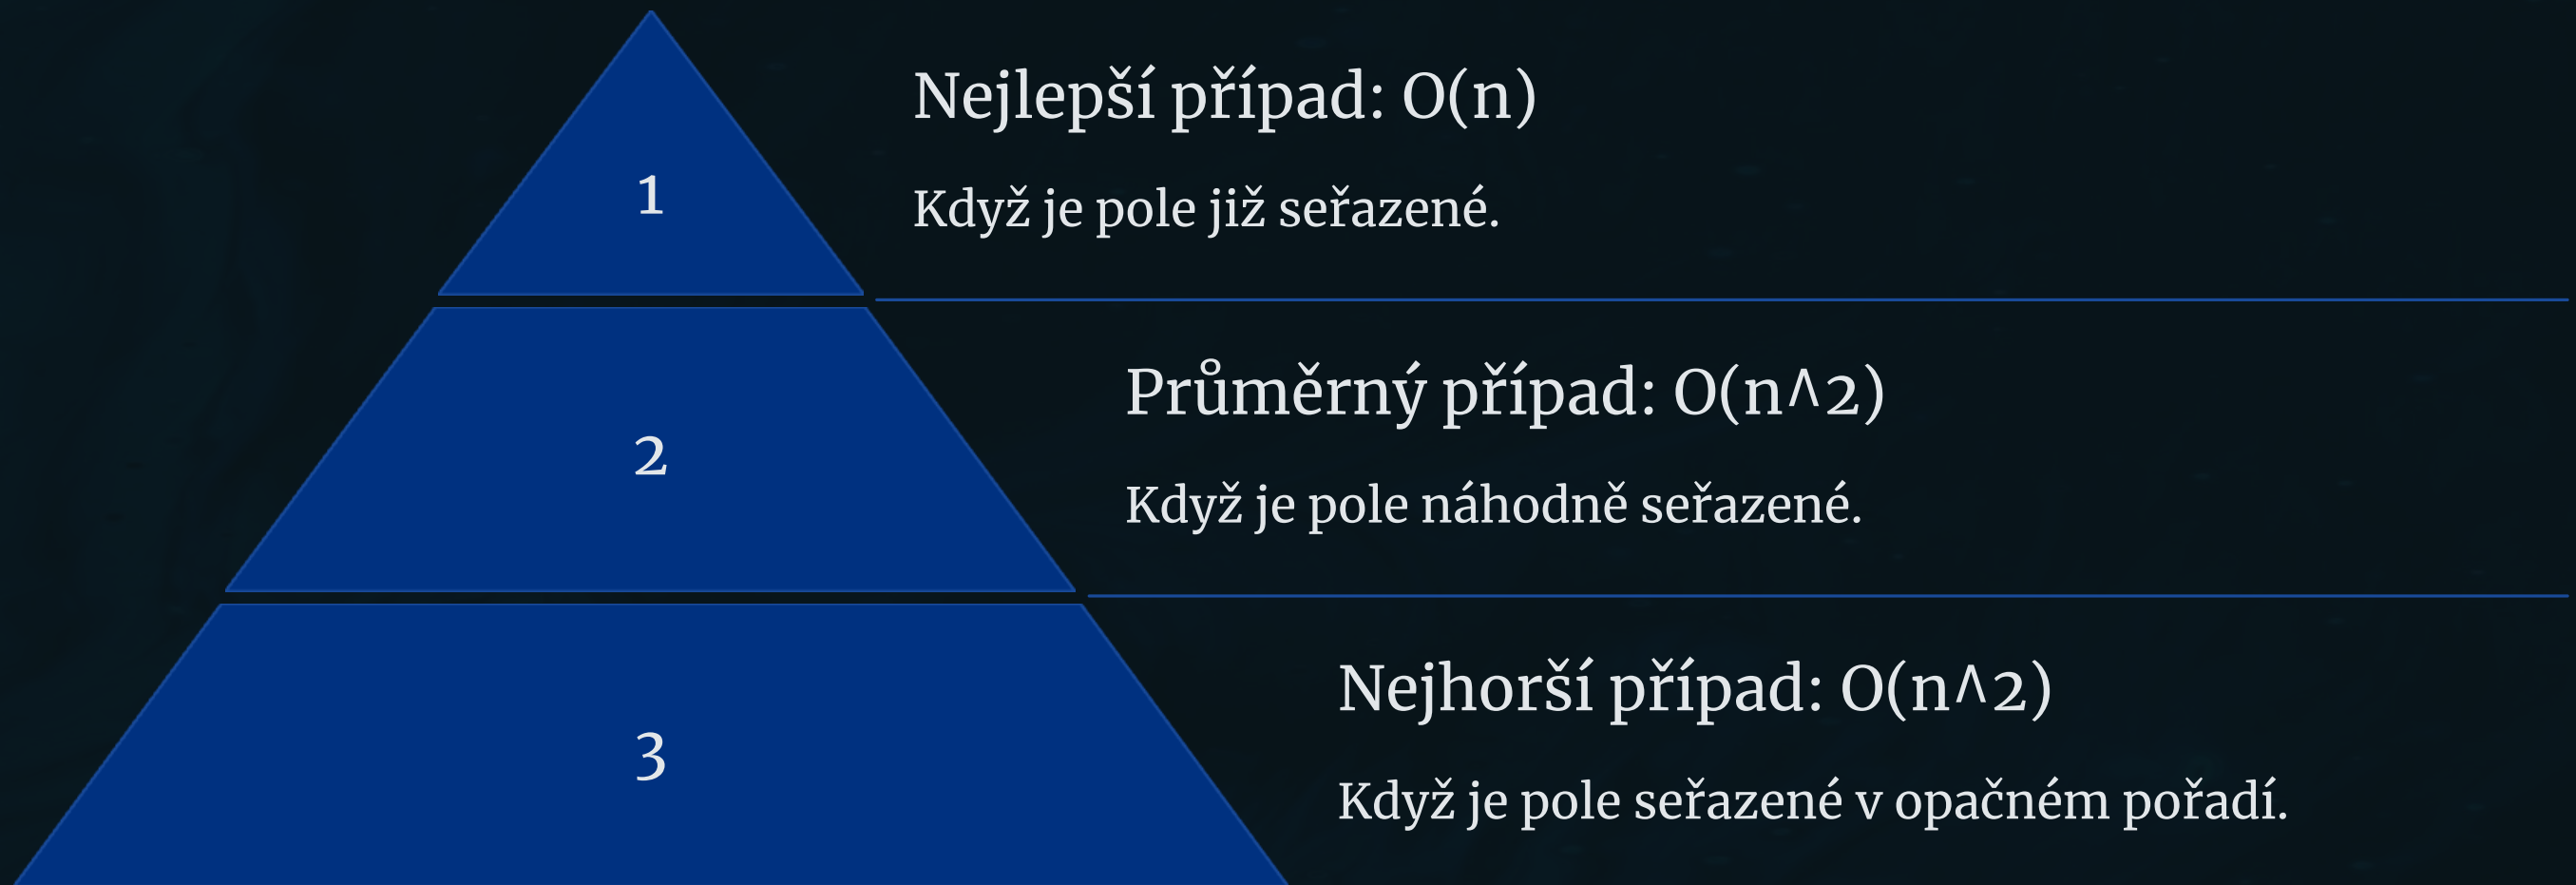 1
Nejlepší případ: O(n)
Když je pole již seřazené.
2
Průměrný případ: O(n^2)
Když je pole náhodně seřazené.
3
Nejhorší případ: O(n^2)
Když je pole seřazené v opačném pořadí.